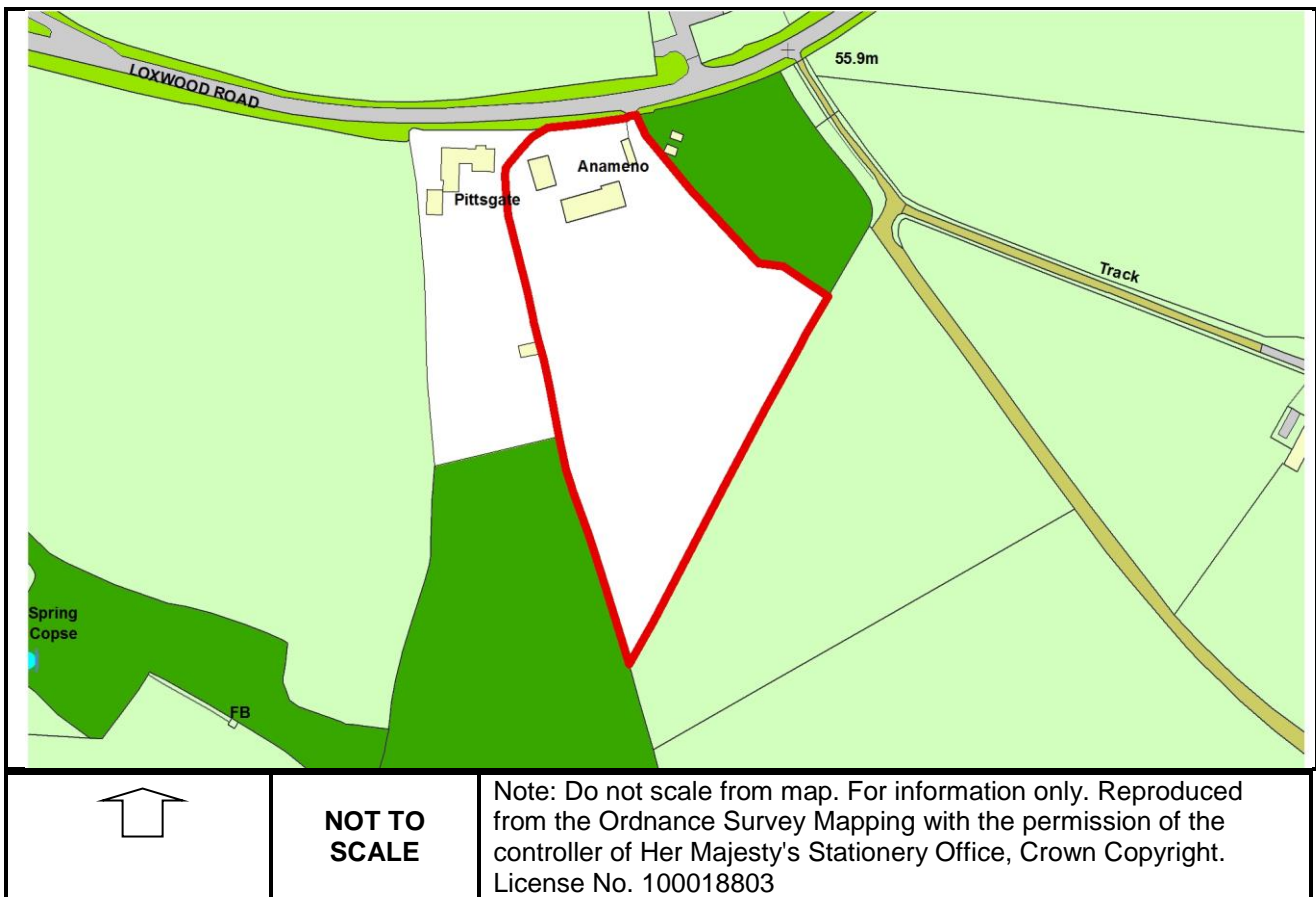 55.9m
LOXWOOD ROAD
Anameno
Pittsgate
Track
Spring
Copse
FB
NOT TO
SCALE
Note: Do not scale from map. For information only. Reproduced
from the Ordnance Survey Mapping with the permission of the
controller of Her Majesty's Stationery Office, Crown Copyright.
License No. 100018803